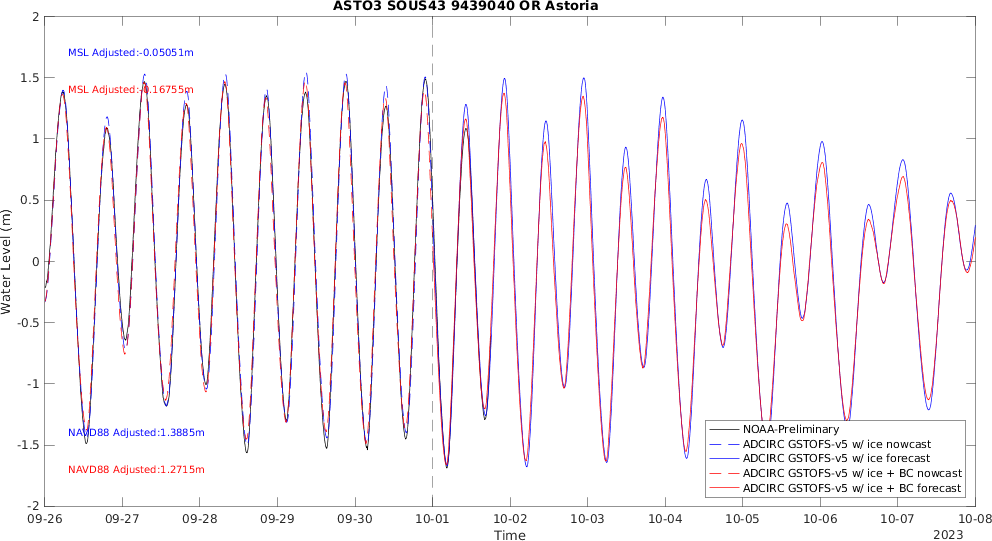 ASTO3 SOUS43 9439040 OR Astoria
2
MSL Adjusted:-0.05051m
1.5
MSL Adjusted:-0.16755m
1
0.5
Water Level (m)
0
-0.5
-1
NAVD88 Adjusted:1.3885m
-1.5
NAVD88 Adjusted:1.2715m
-2
NOAA-Preliminary
ADCIRC GSTOFS-v5 w/ ice nowcast
ADCIRC GSTOFS-v5 w/ ice forecast
ADCIRC GSTOFS-v5 w/ ice + BC nowcast
ADCIRC GSTOFS-v5 w/ ice + BC forecast
09-26 09-27 09-28 09-29 09-30 10-01 10-02 10-03 10-04 10-05 10-06 10-07 10-08
Time
2023